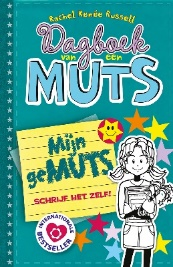 Rachel Renée Russell
Dagboek
van een
MUTS
Mijn
geMUTS
...SCHRIJF HET ZELF!
INTERNATIONALE
BESTSELLER